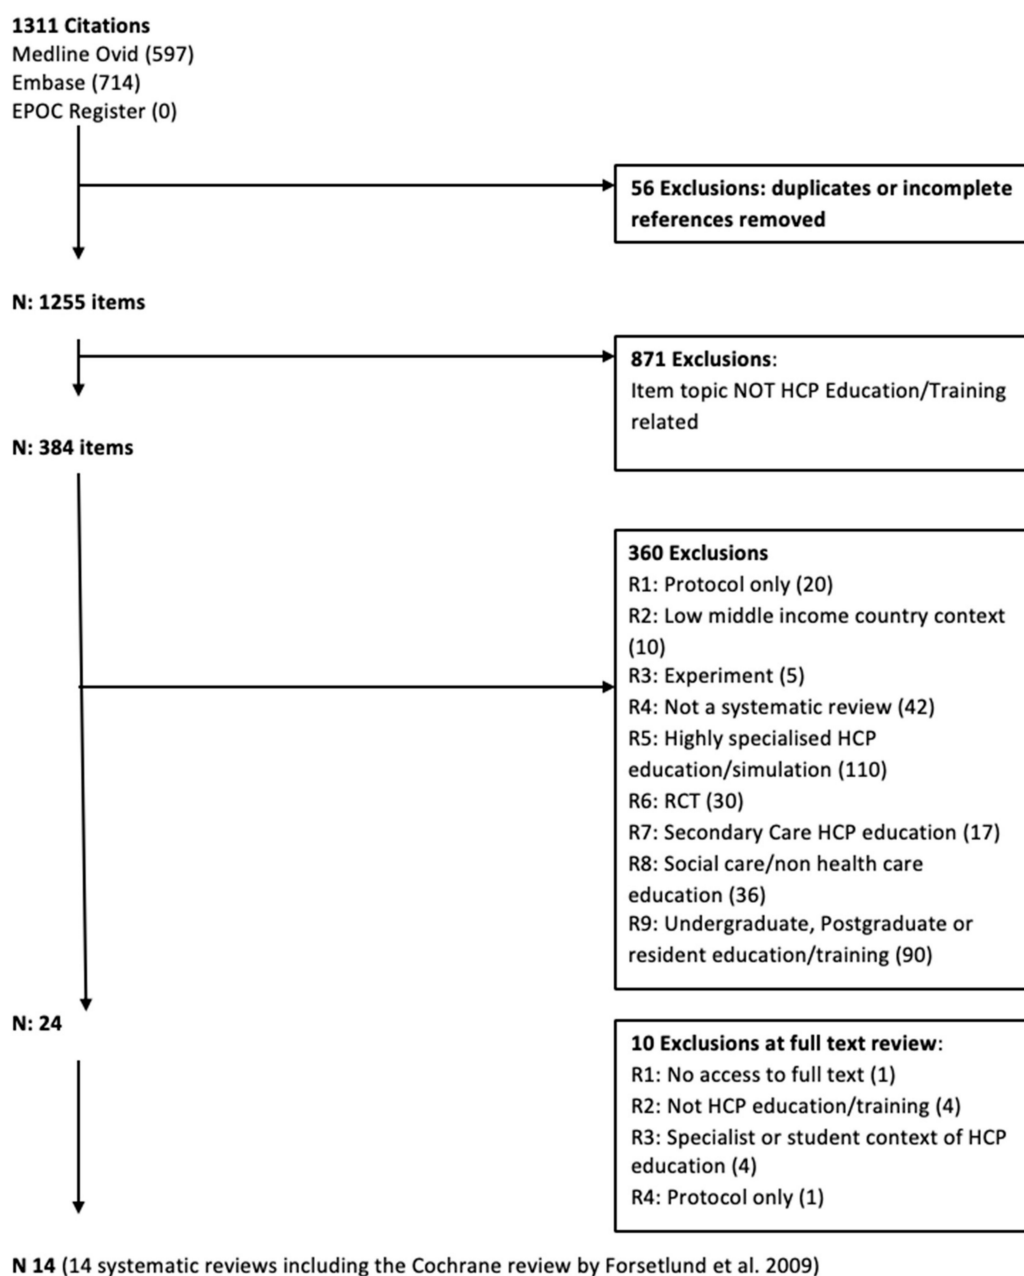 1311 Citations
Medline Ovid (597)
Embase (714)
EPOC Register (0)
56 Exclusions: duplicates or incomplete
references removed
N: 1255 items
871 Exclusions:
Item topic NOT HCP Education/Training
related
N: 384 items
360 Exclusions
R1: Protocol only (20)
R2: Low middle income country context
(10)
R3: Experiment (5)
R4: Not a systematic review (42)
R5: Highly specialised HCP
education/simulation (110)
R6: RCT (30)
R7: Secondary Care HCP education (17)
R8: Social care/non health care
education (36)
R9: Undergraduate, Postgraduate or
resident education/training (90)
N: 24
10 Exclusions at full text review:
R1: No access to full text (1)
R2: Not HCP education/training (4)
R3: Specialist or student context of HCP
education (4)
R4: Protocol only (1)
N 14 (14 systematic reviews including the Cochrane review by Forsetlund et al. 2009)